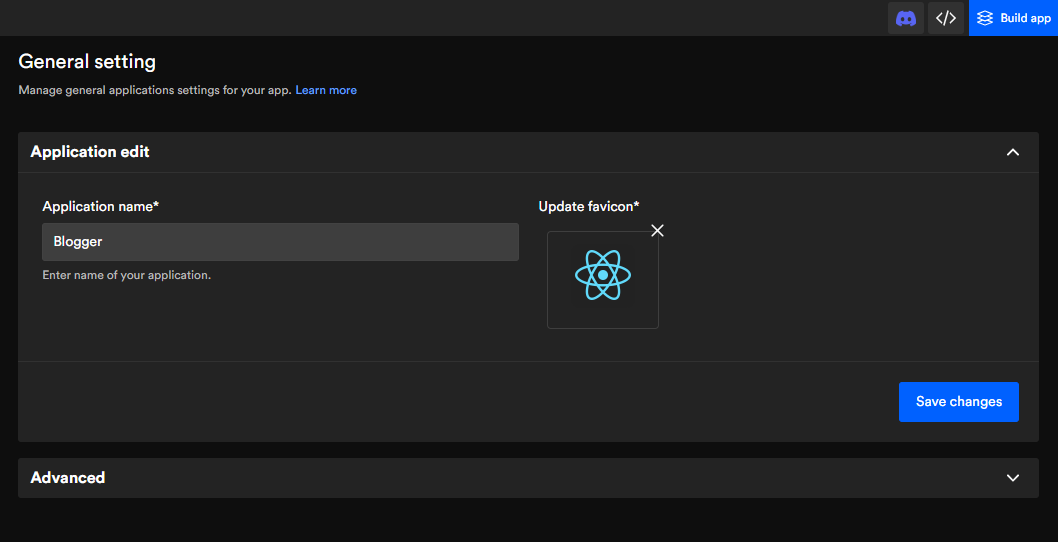 Build app
General setting
Manage general applications settings for your app. Learn more
Application edit
Application name*
Update favicon*
Blogger
Enter name of your application.
Save changes
Advanced